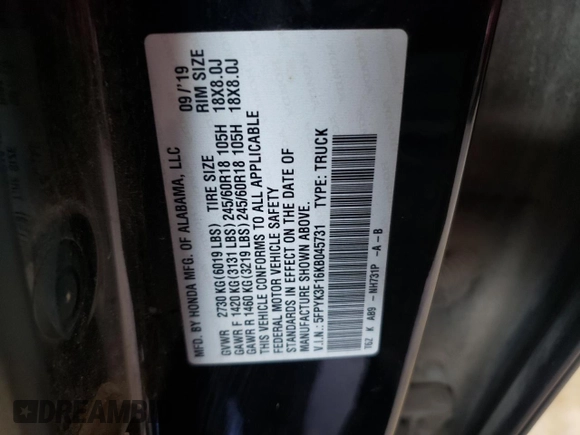 MFD. BY HONDA MFG. OF ALABAMA, LLC 09/'19
GVWR 2730 KG(6019 LBS) TIRE SIZE RIM SIZE
GAWR F 1420 KG(3131 LBS) 245/60R18 105H 18X8.0J
GAWR R 1460 KG(3219 LBS) 245/60R18 105H 18X8.0J
THIS VEHICLE CONFORMS TO ALL APPLICABLE
FEDERAL MOTOR VEHICLE SAFETY
STANDARDS IN EFFECT ON THE DATE OF
MANUFACTURE SHOWN ABOVE.
V.I.N.: 5FPYK3F16KB045731 TYPE: TRUCK
T6Z K AB9 - NH731P -A-B
DREAMBI